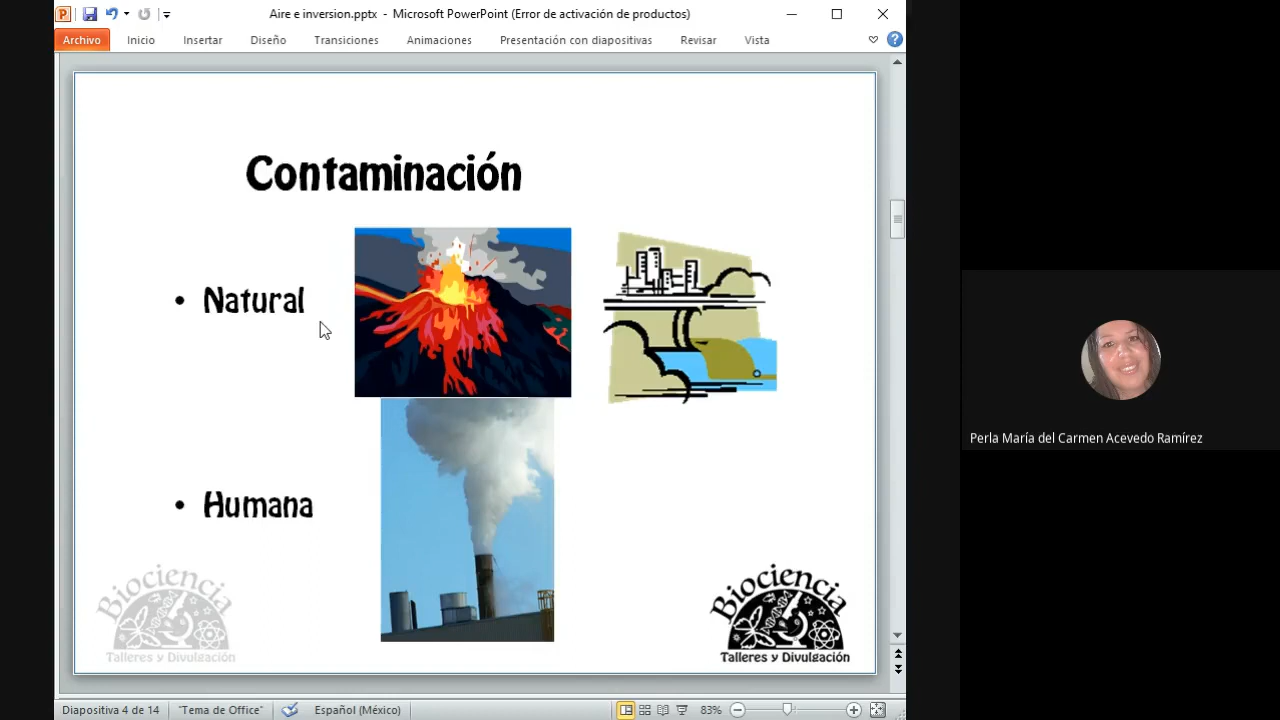 Aire e inversion.pptx - Microsoft PowerPoint (Error de activación de productos)
Archivo Inicio Insertar Diseño Transiciones Animaciones Presentación con diapositivas Revisar Vista
Contaminación
• Natural
• Humana
Biociencia
Talleres y Divulgación
Biociencia
Talleres y Divulgación
Perla María del Carmen Acevedo Ramírez
Diapositiva 4 de 14 "Tema de Office" Español (México) 83%